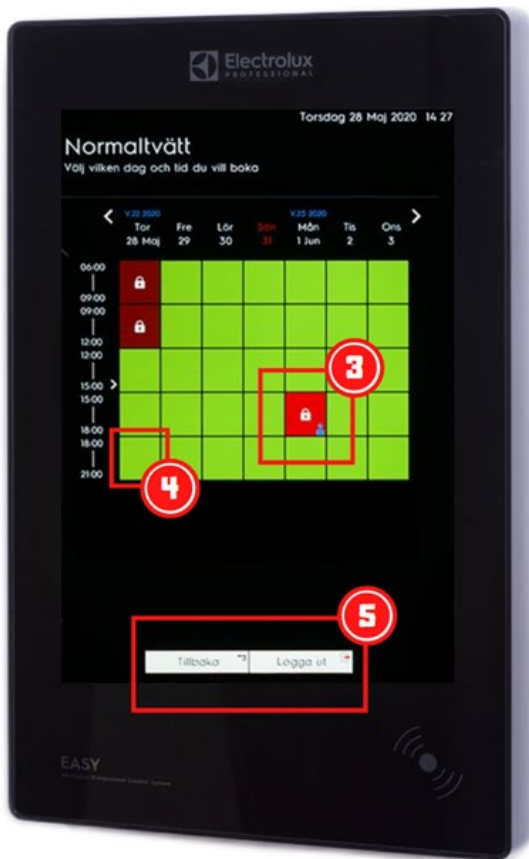 Electrolux
PROFESSIONAL
Torsdag 28 Maj 2020 14 27
Normaltvätt
Välj vilken dag och tid du vill boka
V.22 2020 V.23 2020
Tor Fre Lör Sön Mån Tis Ons
28 Maj 29 30 31 1 Jun 2 3
06:00
09:00
09:00
12:00
12:00
3
15:00
15:00
18:00
18:00
4
21:00
5
Tillbaka Logga ut
EASY